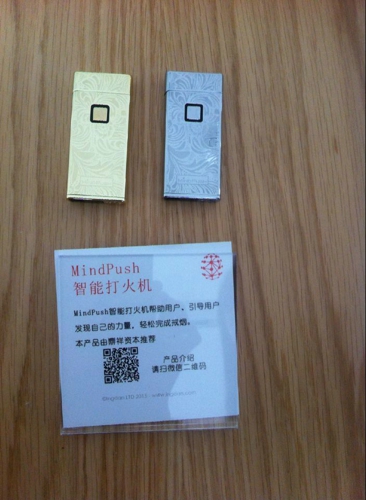 MindPush
智能打火机
MindPush智能打火机帮助用户，引导用户
发现自己的力量，轻松完成戒烟。
本产品由鼎祥资本推荐
产品介绍
请扫微信二维码